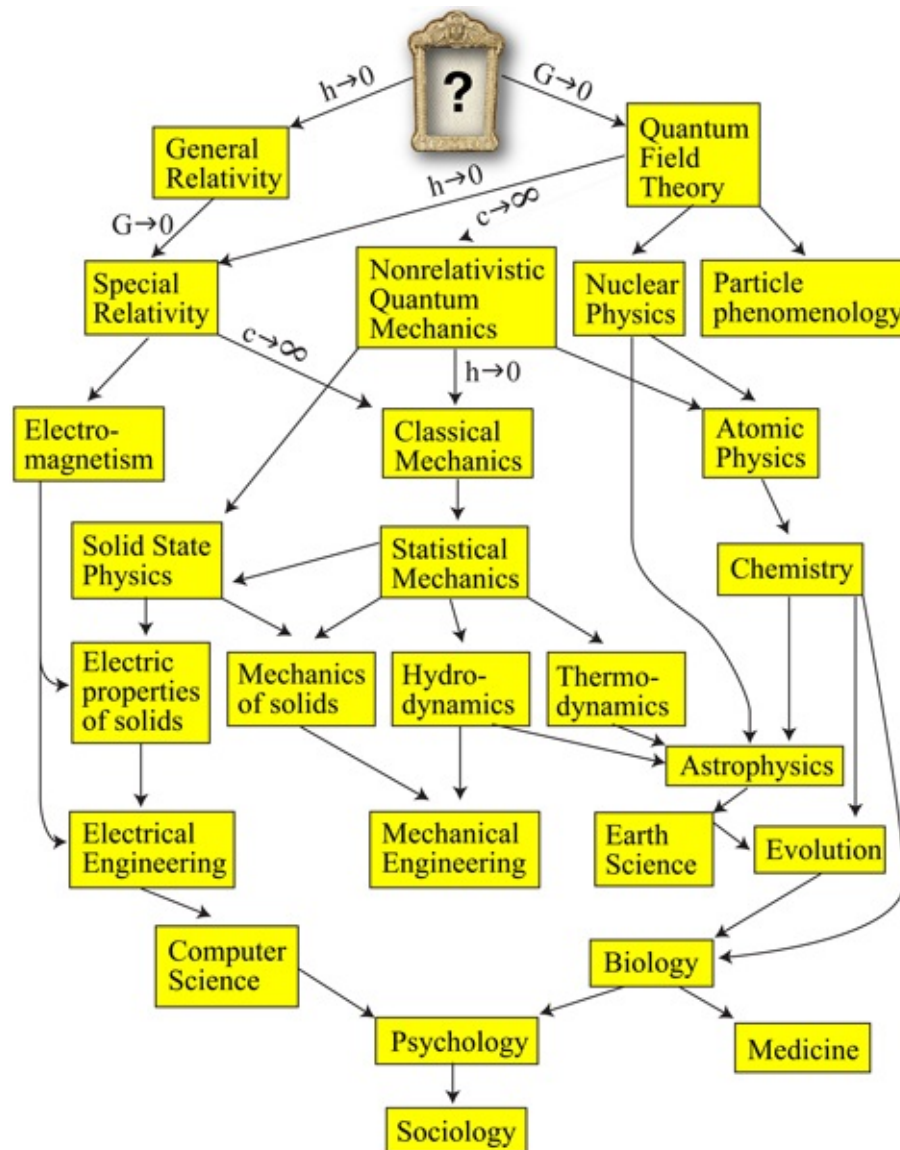 ?
h→0
G→0
General
Relativity
Quantum
Field
Theory
h→0
c→∞
G→0
Special
Relativity
Nonrelativistic
Quantum
Mechanics
Nuclear
Physics
Particle
phenomenology
c→∞
h→0
Electro-
magnetism
Classical
Mechanics
Atomic
Physics
Solid State
Physics
Statistical
Mechanics
Chemistry
Electric
properties
of solids
Mechanics
of solids
Hydro-
dynamics
Thermo-
dynamics
Astrophysics
Electrical
Engineering
Mechanical
Engineering
Earth
Science
Evolution
Computer
Science
Biology
Psychology
Medicine
Sociology